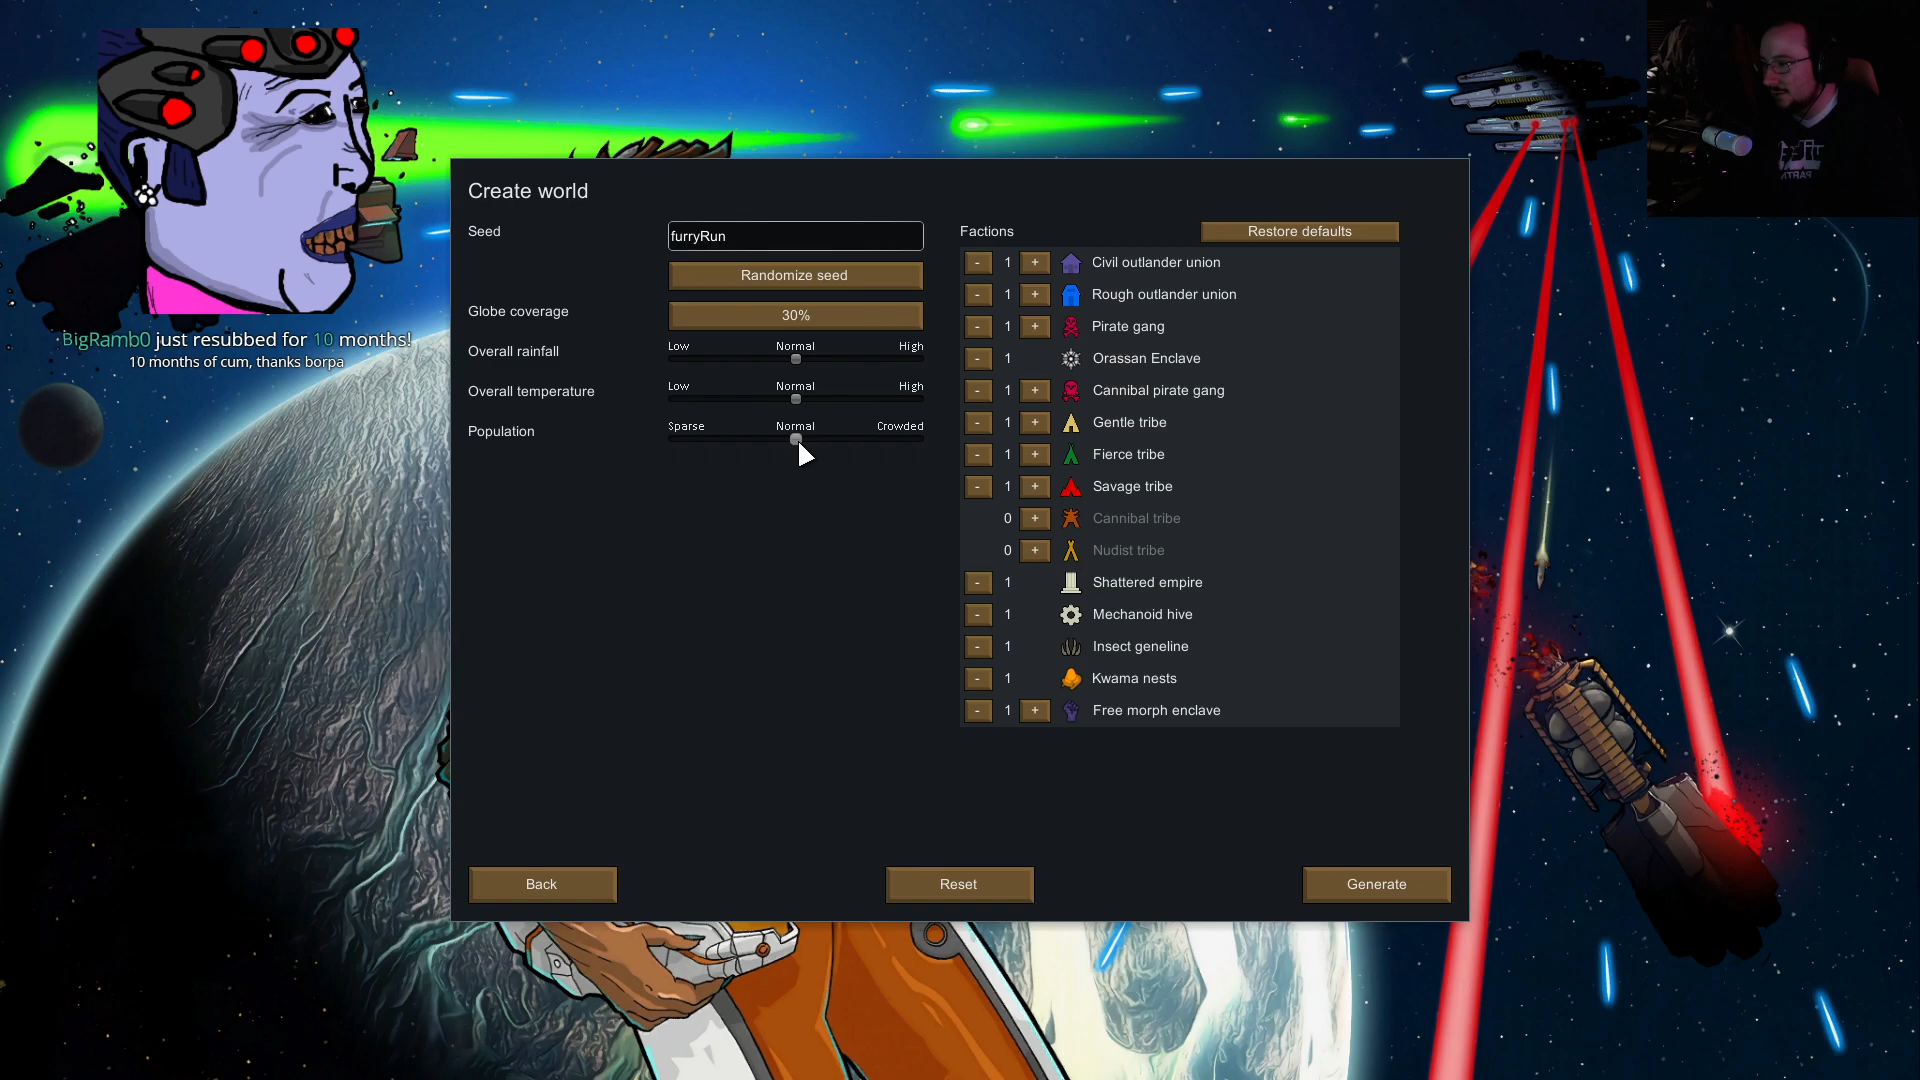 Create world
Seed
furryRun
Randomize seed
Globe coverage
30%
Overall rainfall
Low Normal High
Overall temperature
Low Normal High
Population
Sparse Normal Crowded
Factions
Restore defaults
- 1 + Civil outlander union
- 1 + Rough outlander union
- 1 + Pirate gang
- 1 Orassan Enclave
- 1 + Cannibal pirate gang
- 1 + Gentle tribe
- 1 + Fierce tribe
- 1 + Savage tribe
0 + Cannibal tribe
0 + Nudist tribe
- 1 Shattered empire
- 1 Mechanoid hive
- 1 Insect geneline
- 1 Kwama nests
- 1 + Free morph enclave
Back
Reset
Generate
BigRamb0 just resubbed for 10 months!
10 months of cum, thanks borpa